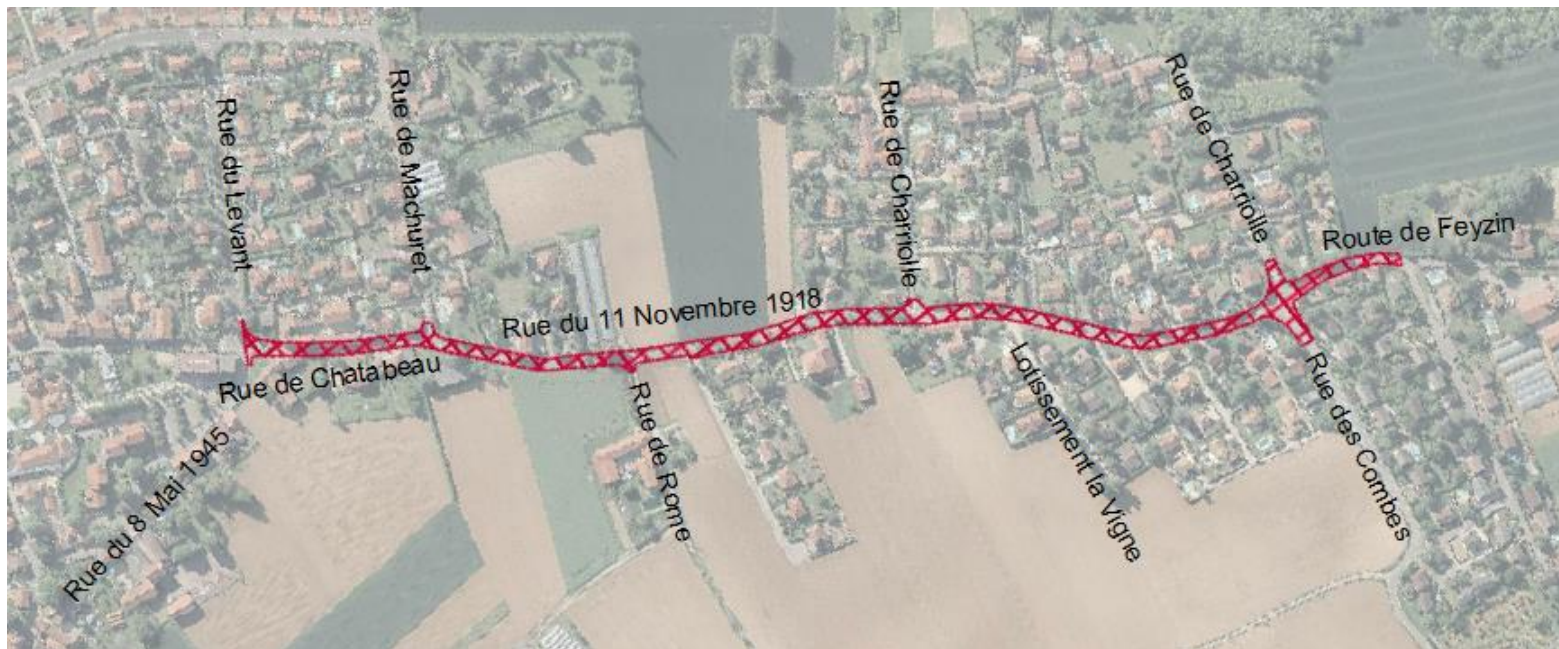 Rue du Levant
Rue de Machuret
Rue de Charriolle
Rue de Charriolle
Route de Feyzin
Rue du 11 Novembre 1918
Rue de Chatabeau
Rue du 8 Mai 1945
Rue de Rome
Lotissement la Vigne
Rue des Combes